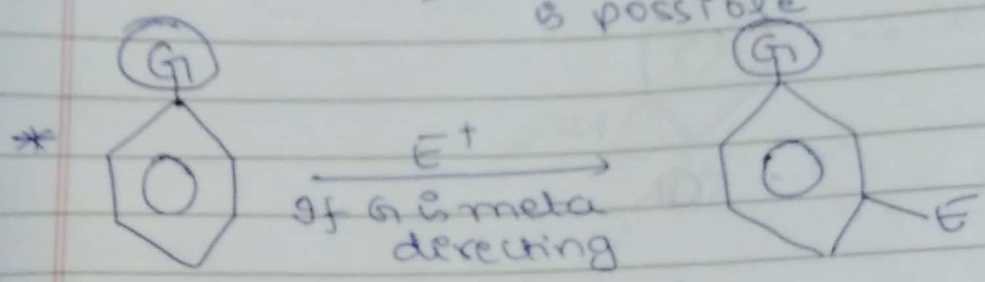 is possible
G
G
*
E+
If G is meta
directing
E